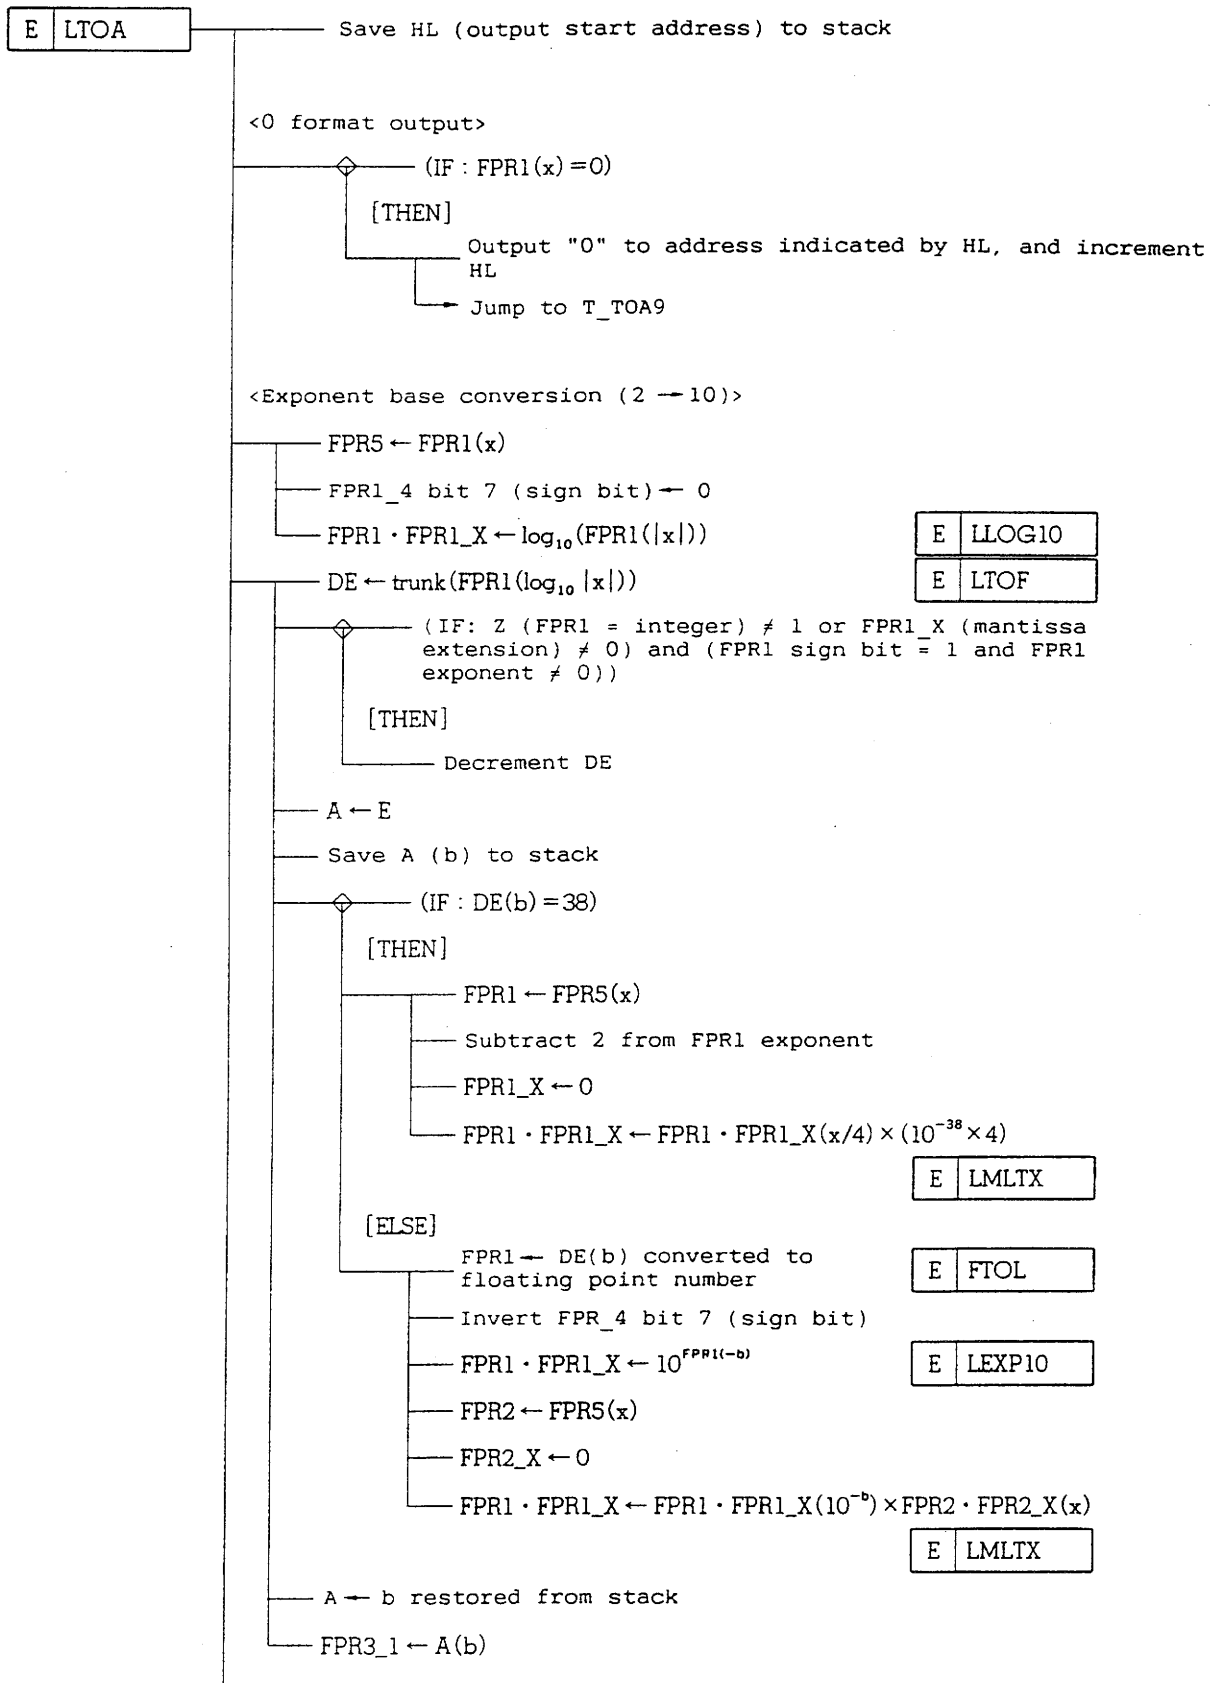 E LTOA Save HL (output start address) to stack
<0 format output>
(IF : FPR1(x) = 0)
[THEN]
Output "0" to address indicated by HL, and increment
HL
Jump to T_TOA9
<Exponent base conversion (2 → 10)>
FPR5 ← FPR1(x)
FPR1_4 bit 7 (sign bit) ← 0
FPR1 · FPR1_X ← log₁₀(FPR1(|x|)) E LLOG10
DE ← trunk(FPR1(log₁₀ |x|)) E LTOF
(IF: Z (FPR1 = integer) ≠ 1 or FPR1_X (mantissa
extension) ≠ 0) and (FPR1 sign bit = 1 and FPR1
exponent ≠ 0))
[THEN]
Decrement DE
A ← E
Save A (b) to stack
(IF : DE(b) = 38)
[THEN]
FPR1 ← FPR5(x)
Subtract 2 from FPR1 exponent
FPR1_X ← 0
FPR1 · FPR1_X ← FPR1 · FPR1_X(x/4) × (10⁻³⁸ × 4)
E LMLTX
[ELSE]
FPR1 ← DE(b) converted to
floating point number E FTOL
Invert FPR_4 bit 7 (sign bit)
FPR1 · FPR1_X ← 10^FPR1(-b) E LEXP10
FPR2 ← FPR5(x)
FPR2_X ← 0
FPR1 · FPR1_X ← FPR1 · FPR1_X(10⁻ᵇ) × FPR2 · FPR2_X(x)
E LMLTX
A ← b restored from stack
FPR3_1 ← A(b)